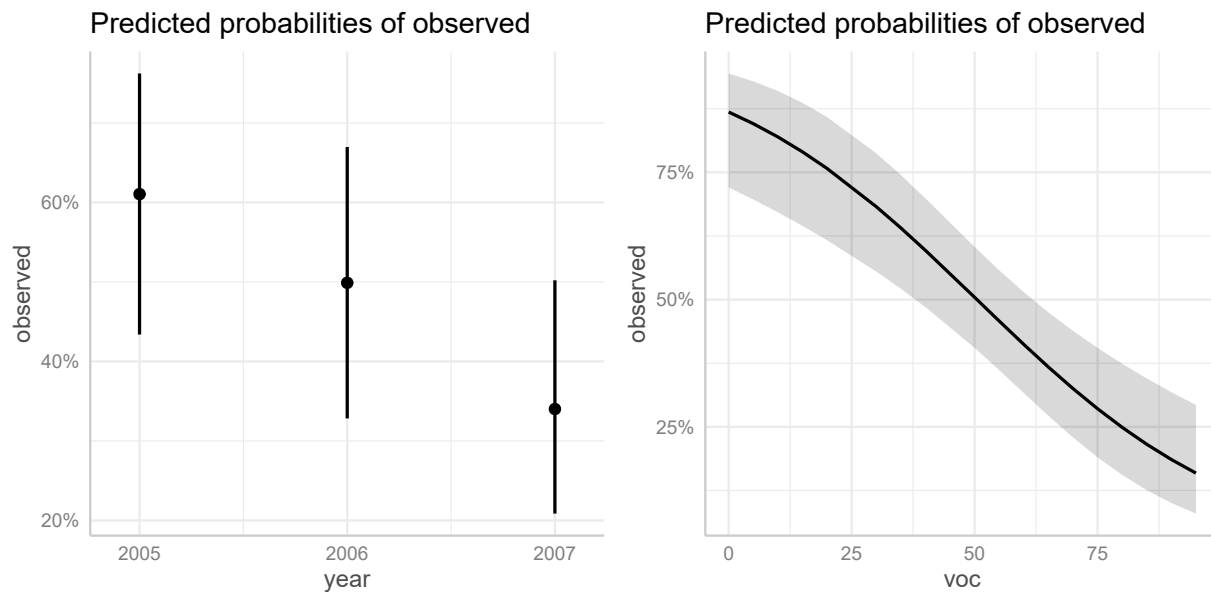 Predicted probabilities of observed
observed
60%
40%
20%
2005 2006 2007
year
Predicted probabilities of observed
observed
75%
50%
25%
0 25 50 75
voc